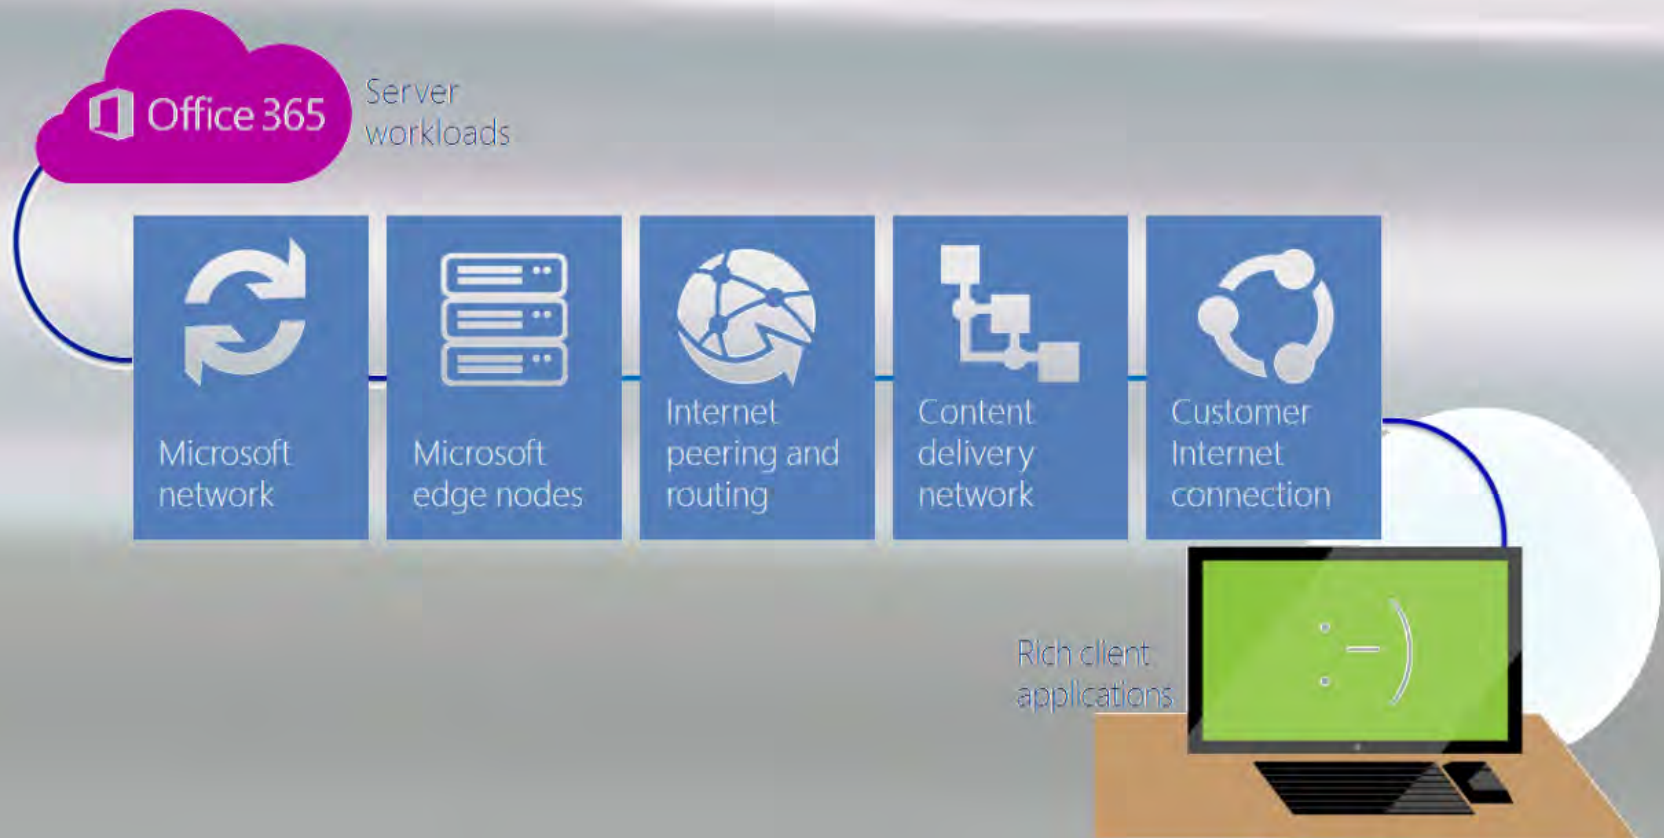 Office 365
Server
workloads
Microsoft
network
Microsoft
edge nodes
Internet
peering and
routing
Content
delivery
network
Customer
Internet
connection
Rich client
applications
:-)